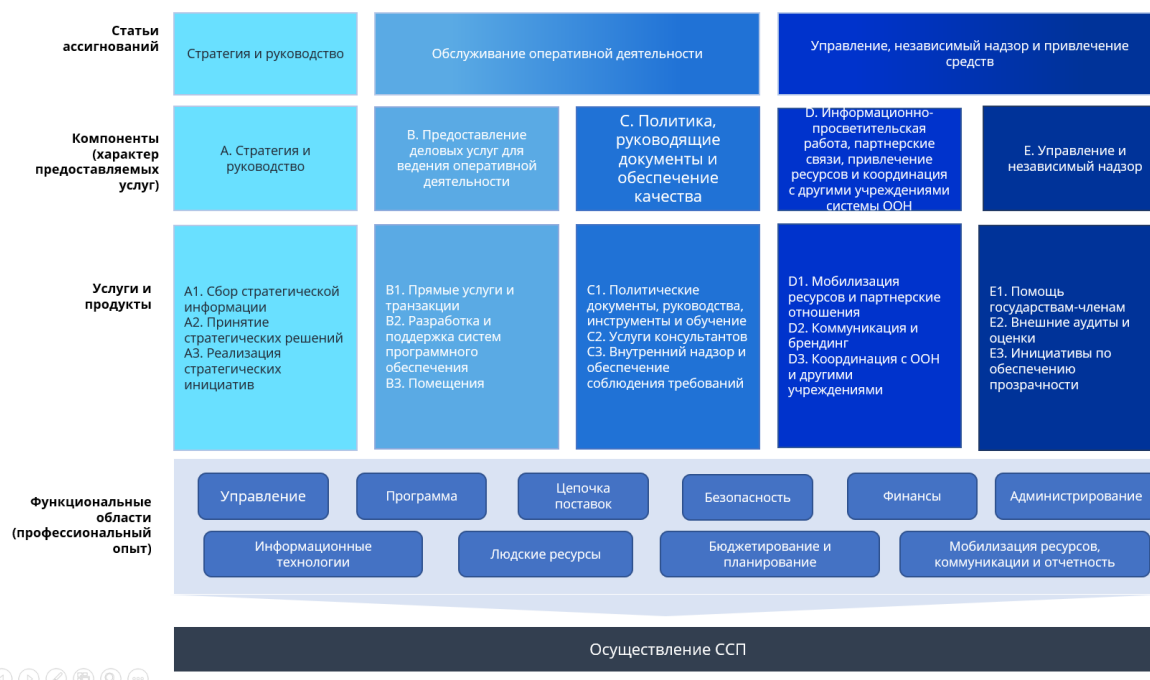 Статьи
ассигнований
Стратегия и руководство
Обслуживание оперативной деятельности
Управление, независимый надзор и привлечение
средств
Компоненты
(характер
предоставляемых
услуг)
A. Стратегия и
руководство
B. Предоставление
деловых услуг для
ведения оперативной
деятельности
C. Политика,
руководящие
документы и
обеспечение
качества
D. Информационно-
просветительская
работа, партнерские
связи, привлечение
ресурсов и координация
с другими учреждениями
системы ООН
E. Управление и
независимый надзор
Услуги и
продукты
A1. Сбор стратегической
информации
A2. Принятие
стратегических решений
A3. Реализация
стратегических
инициатив
B1. Прямые услуги и
транзакции
B2. Разработка и
поддержка систем
программного
обеспечения
B3. Помещения
C1. Политические
документы, руководства,
инструменты и обучение
C2. Услуги консультантов
C3. Внутренний надзор и
обеспечение
соблюдения требований
D1. Мобилизация
ресурсов и партнерские
отношения
D2. Коммуникация и
брендинг
D3. Координация с ООН
и другими
учреждениями
E1. Помощь
государствам-членам
E2. Внешние аудиты и
оценки
E3. Инициативы по
обеспечению
прозрачности
Функциональные
области
(профессиональный
опыт)
Управление
Программа
Цепочка
поставок
Безопасность
Финансы
Администрирование
Информационные
технологии
Людские ресурсы
Бюджетирование и
планирование
Мобилизация ресурсов,
коммуникации и отчетность
Осуществление ССП